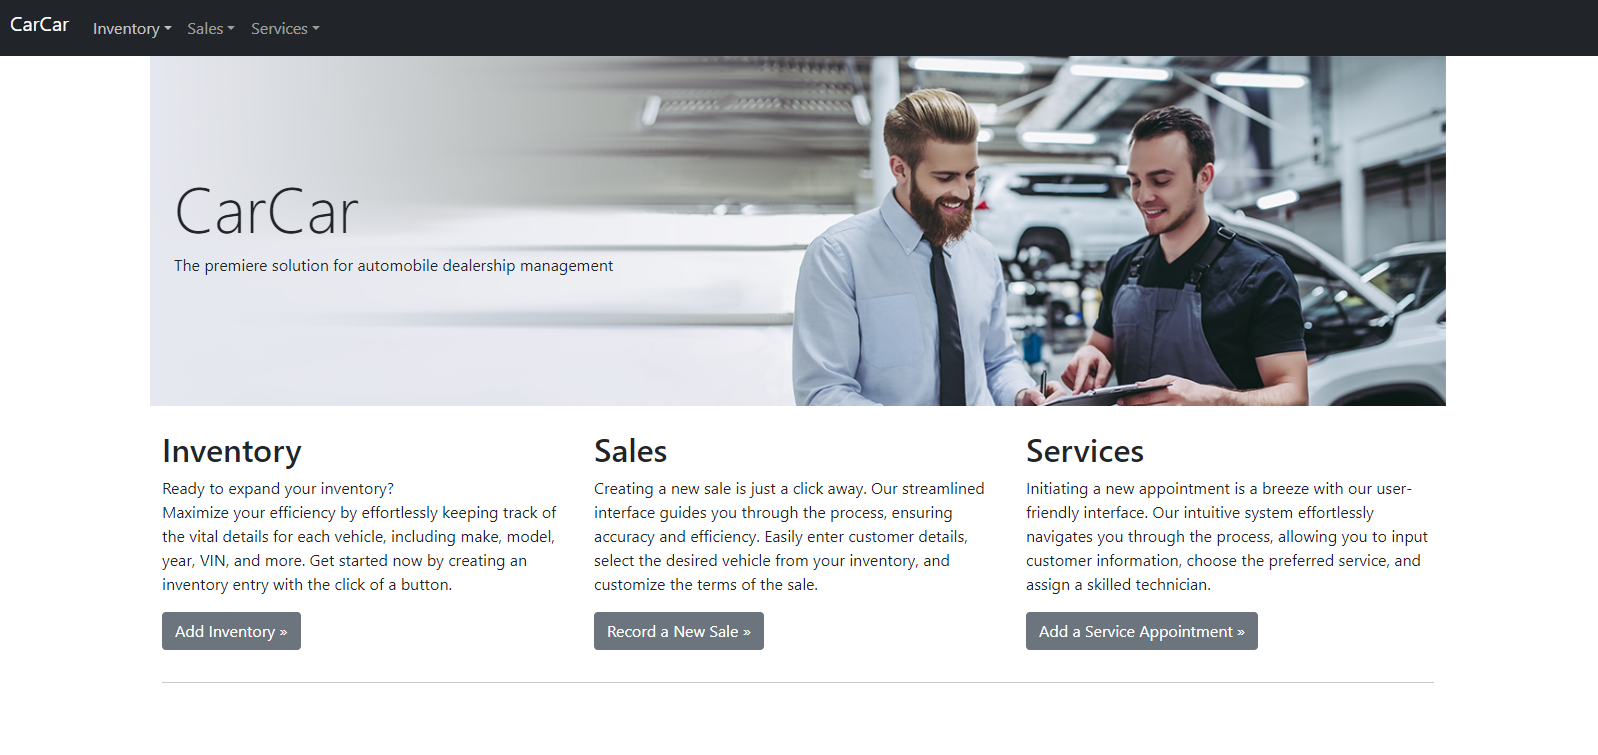 CarCar Inventory Sales Services
CarCar
The premiere solution for automobile dealership management
Inventory
Ready to expand your inventory?
Maximize your efficiency by effortlessly keeping track of
the vital details for each vehicle, including make, model,
year, VIN, and more. Get started now by creating an
inventory entry with the click of a button.
Add Inventory »
Sales
Creating a new sale is just a click away. Our streamlined
interface guides you through the process, ensuring
accuracy and efficiency. Easily enter customer details,
select the desired vehicle from your inventory, and
customize the terms of the sale.
Record a New Sale »
Services
Initiating a new appointment is a breeze with our user-
friendly interface. Our intuitive system effortlessly
navigates you through the process, allowing you to input
customer information, choose the preferred service, and
assign a skilled technician.
Add a Service Appointment »